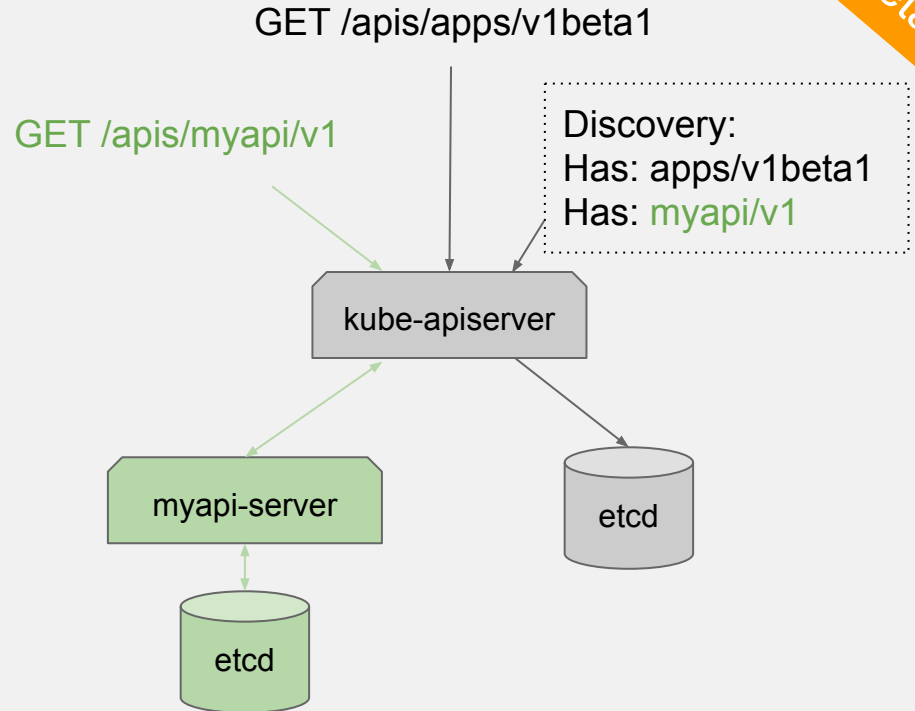 GET /apis/apps/v1beta1
GET /apis/myapi/v1
Discovery:
Has: apps/v1beta1
Has: myapi/v1
kube-apiserver
myapi-server
etcd
etcd